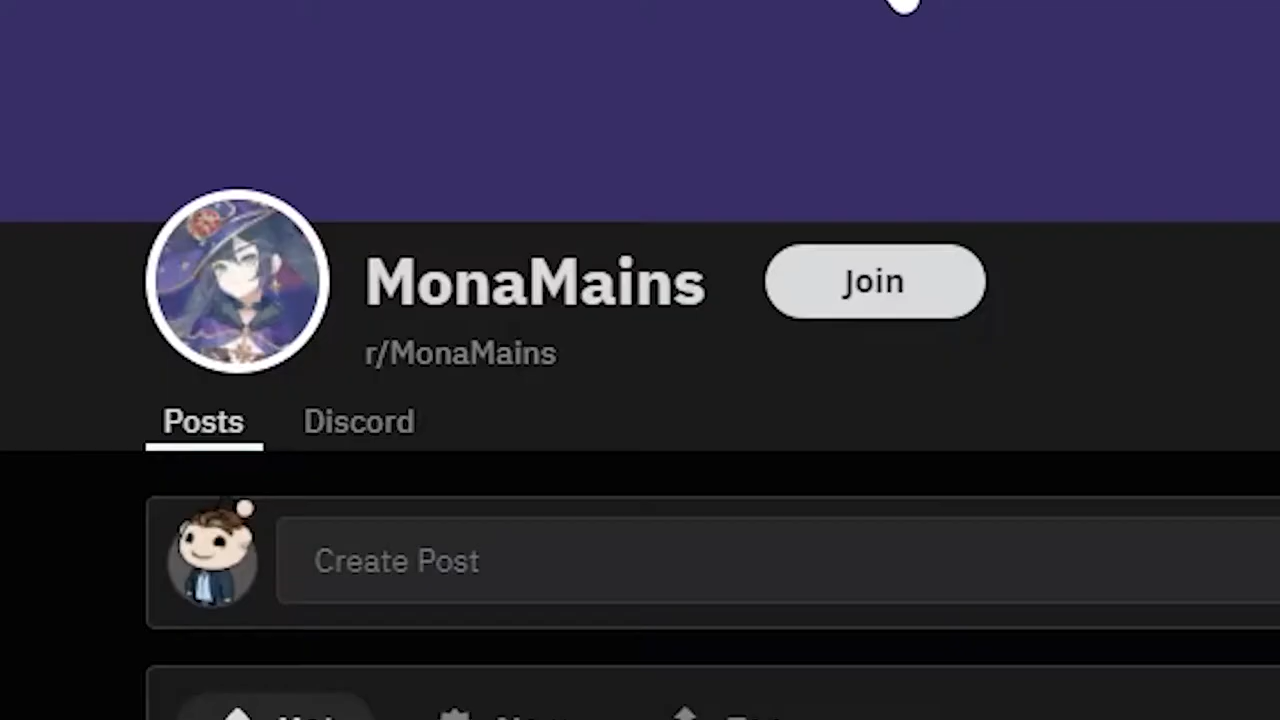 MonaMains
Join
r/MonaMains
Posts
Discord
Create Post